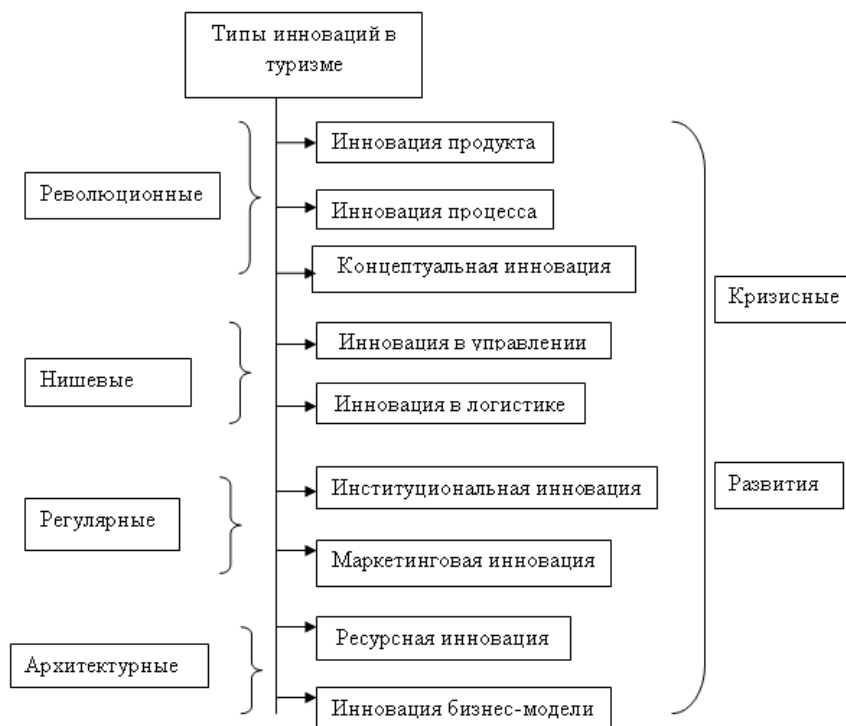 Типы инноваций в
туризме
Инновация продукта
Революционные
Инновация процесса
Концептуальная инновация
Кризисные
Инновация в управлении
Нишевые
Инновация в логистике
Институциональная инновация
Развития
Регулярные
Маркетинговая инновация
Ресурсная инновация
Архитектурные
Инновация бизнес-модели